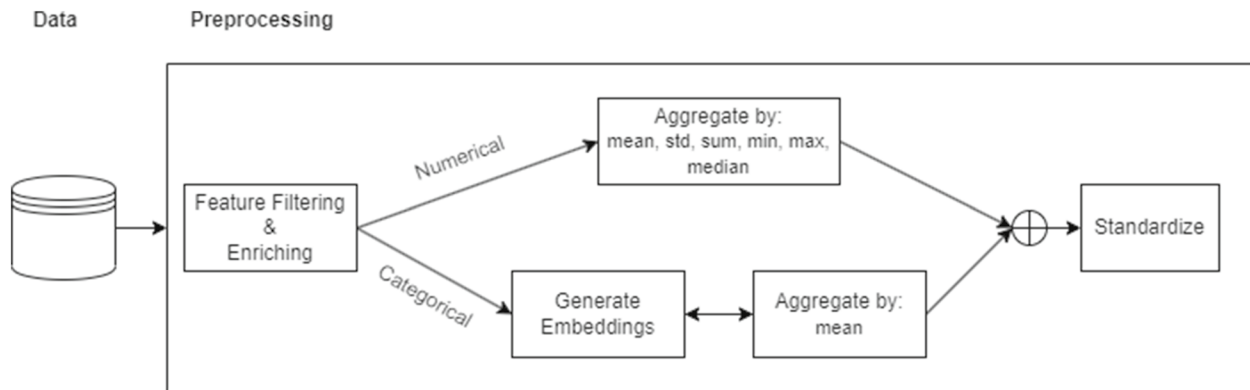 Data
Preprocessing
Feature Filtering
&
Enriching
Numerical
Aggregate by:
mean, std, sum, min, max,
median
Categorical
Generate
Embeddings
Aggregate by:
mean
Standardize